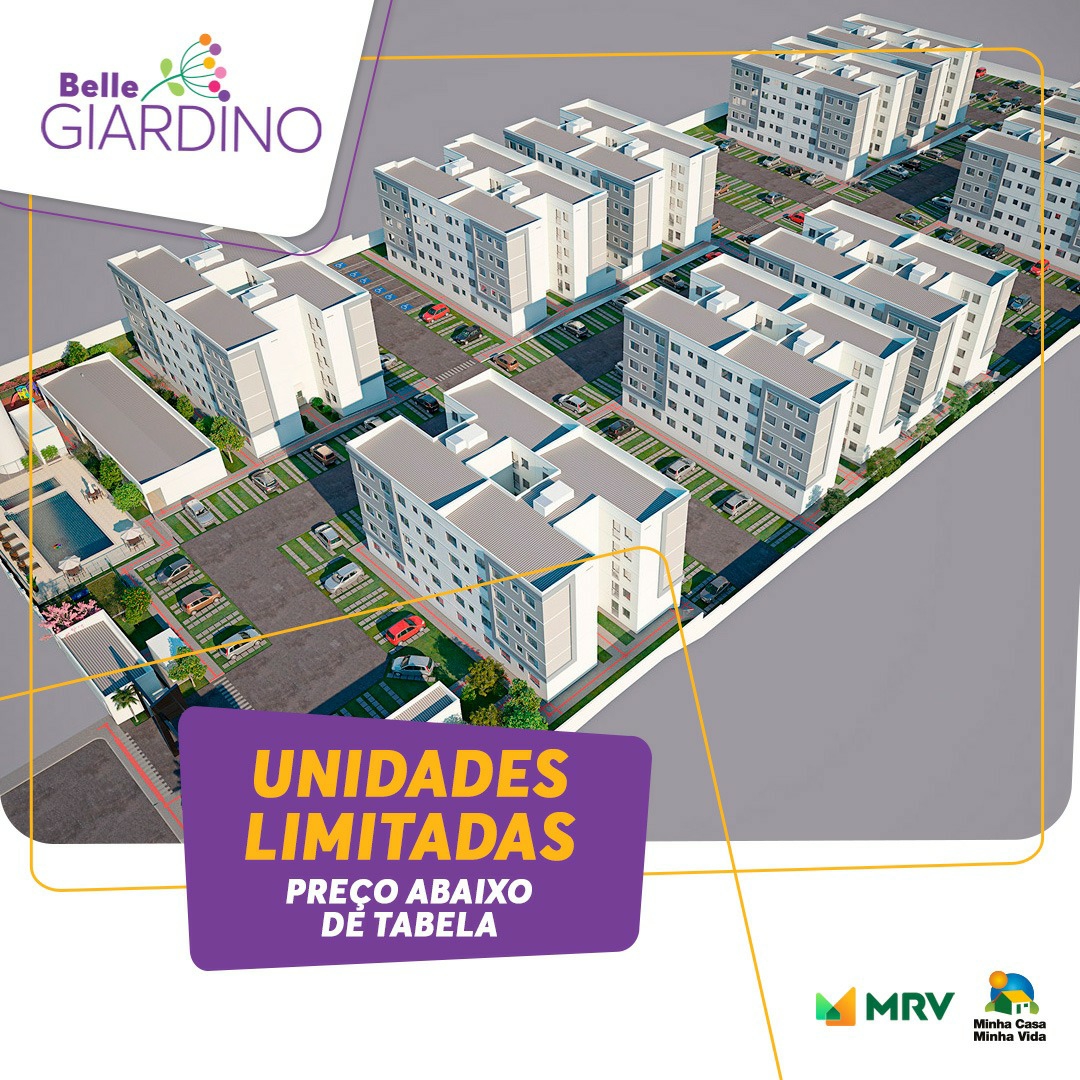 Belle
GIARDINO
UNIDADES
LIMITADAS
PREÇO ABAIXO
DE TABELA
MRV
Minha Casa
Minha Vida